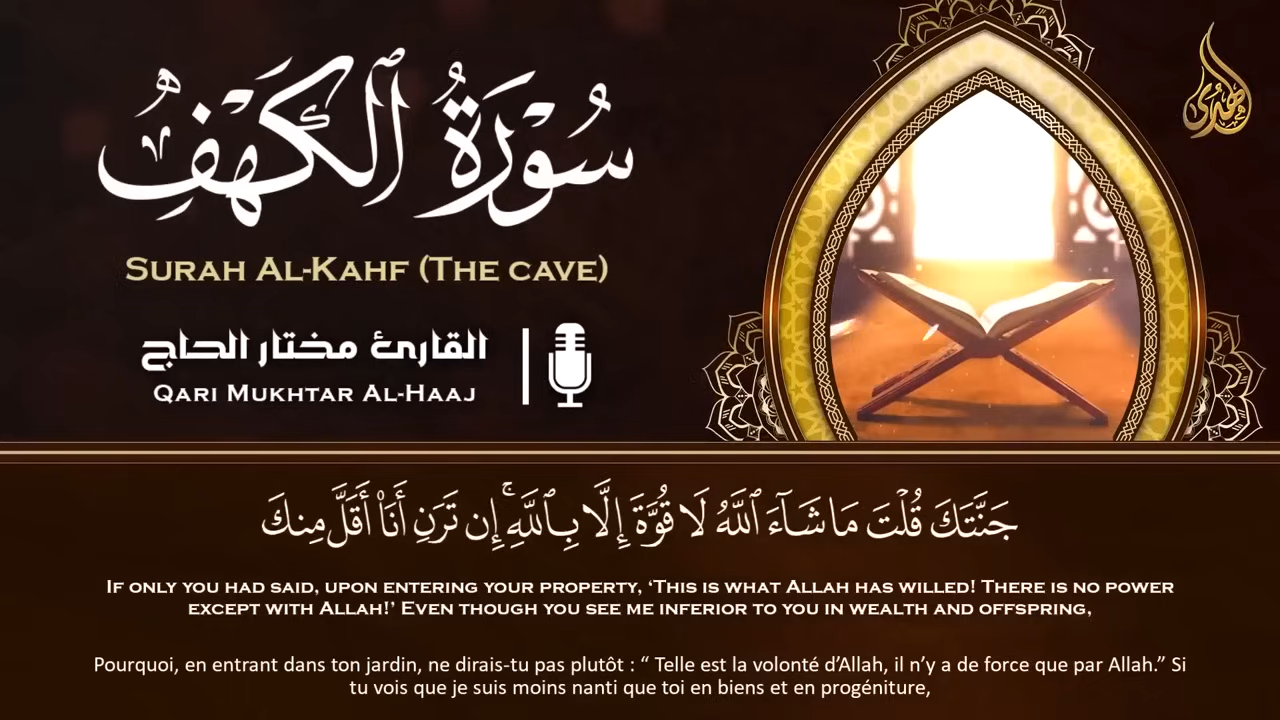 سُورَةُ ٱلْكَهْفِ
SURAH AL-KAHF (THE CAVE)
القارئ مختار الحاج
QARI MUKHTAR AL-HAAJ
جَنَّتَكَ قُلْتَ مَا شَآءَ ٱللَّهُ لَا قُوَّةَ إِلَّا بِٱللَّهِۚ إِن تَرَنِ أَنَا۠ أَقَلَّ مِنكَ
IF ONLY YOU HAD SAID, UPON ENTERING YOUR PROPERTY, ‘THIS IS WHAT ALLAH HAS WILLED! THERE IS NO POWER
EXCEPT WITH ALLAH!’ EVEN THOUGH YOU SEE ME INFERIOR TO YOU IN WEALTH AND OFFSPRING,
Pourquoi, en entrant dans ton jardin, ne dirais-tu pas plutôt : “ Telle est la volonté d’Allah, il n’y a de force que par Allah.” Si
tu vois que je suis moins nanti que toi en biens et en progéniture,